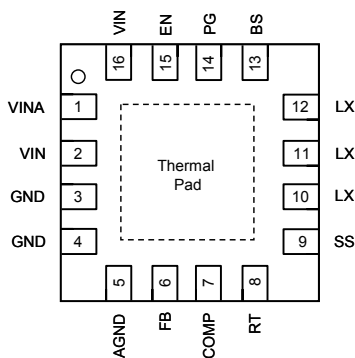 VIN EN PG BS
16 15 14 13
VINA 1 12 LX
VIN 2 11 LX
Thermal
Pad
GND 3 10 LX
GND 4 9 SS
5 6 7 8
AGND FB COMP RT